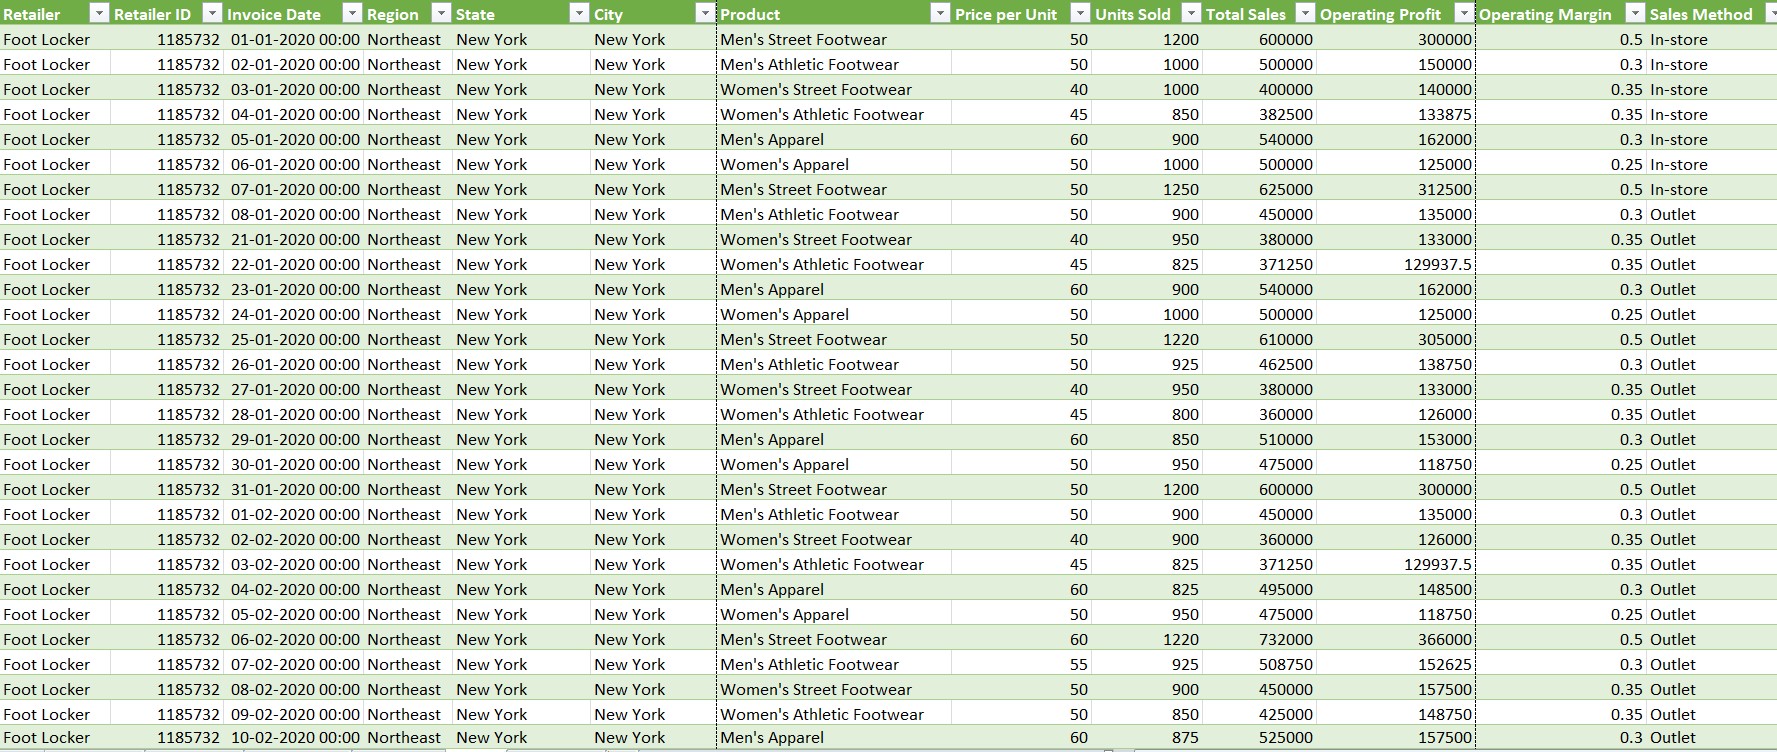 Retailer Retailer ID Invoice Date Region State City Product Price per Unit Units Sold Total Sales Operating Profit Operating Margin Sales Method
Foot Locker 1185732 01-01-2020 00:00 Northeast New York New York Men's Street Footwear 50 1200 600000 300000 0.5 In-store
Foot Locker 1185732 02-01-2020 00:00 Northeast New York New York Men's Athletic Footwear 50 1000 500000 150000 0.3 In-store
Foot Locker 1185732 03-01-2020 00:00 Northeast New York New York Women's Street Footwear 40 1000 400000 140000 0.35 In-store
Foot Locker 1185732 04-01-2020 00:00 Northeast New York New York Women's Athletic Footwear 45 850 382500 133875 0.35 In-store
Foot Locker 1185732 05-01-2020 00:00 Northeast New York New York Men's Apparel 60 900 540000 162000 0.3 In-store
Foot Locker 1185732 06-01-2020 00:00 Northeast New York New York Women's Apparel 50 1000 500000 125000 0.25 In-store
Foot Locker 1185732 07-01-2020 00:00 Northeast New York New York Men's Street Footwear 50 1250 625000 312500 0.5 In-store
Foot Locker 1185732 08-01-2020 00:00 Northeast New York New York Men's Athletic Footwear 50 900 450000 135000 0.3 Outlet
Foot Locker 1185732 21-01-2020 00:00 Northeast New York New York Women's Street Footwear 40 950 380000 133000 0.35 Outlet
Foot Locker 1185732 22-01-2020 00:00 Northeast New York New York Women's Athletic Footwear 45 825 371250 129937.5 0.35 Outlet
Foot Locker 1185732 23-01-2020 00:00 Northeast New York New York Men's Apparel 60 900 540000 162000 0.3 Outlet
Foot Locker 1185732 24-01-2020 00:00 Northeast New York New York Women's Apparel 50 1000 500000 125000 0.25 Outlet
Foot Locker 1185732 25-01-2020 00:00 Northeast New York New York Men's Street Footwear 50 1220 610000 305000 0.5 Outlet
Foot Locker 1185732 26-01-2020 00:00 Northeast New York New York Men's Athletic Footwear 50 925 462500 138750 0.3 Outlet
Foot Locker 1185732 27-01-2020 00:00 Northeast New York New York Women's Street Footwear 40 950 380000 133000 0.35 Outlet
Foot Locker 1185732 28-01-2020 00:00 Northeast New York New York Women's Athletic Footwear 45 800 360000 126000 0.35 Outlet
Foot Locker 1185732 29-01-2020 00:00 Northeast New York New York Men's Apparel 60 850 510000 153000 0.3 Outlet
Foot Locker 1185732 30-01-2020 00:00 Northeast New York New York Women's Apparel 50 950 475000 118750 0.25 Outlet
Foot Locker 1185732 31-01-2020 00:00 Northeast New York New York Men's Street Footwear 50 1200 600000 300000 0.5 Outlet
Foot Locker 1185732 01-02-2020 00:00 Northeast New York New York Men's Athletic Footwear 50 900 450000 135000 0.3 Outlet
Foot Locker 1185732 02-02-2020 00:00 Northeast New York New York Women's Street Footwear 40 900 360000 126000 0.35 Outlet
Foot Locker 1185732 03-02-2020 00:00 Northeast New York New York Women's Athletic Footwear 45 825 371250 129937.5 0.35 Outlet
Foot Locker 1185732 04-02-2020 00:00 Northeast New York New York Men's Apparel 60 825 495000 148500 0.3 Outlet
Foot Locker 1185732 05-02-2020 00:00 Northeast New York New York Women's Apparel 50 950 475000 118750 0.25 Outlet
Foot Locker 1185732 06-02-2020 00:00 Northeast New York New York Men's Street Footwear 60 1220 732000 366000 0.5 Outlet
Foot Locker 1185732 07-02-2020 00:00 Northeast New York New York Men's Athletic Footwear 55 925 508750 152625 0.3 Outlet
Foot Locker 1185732 08-02-2020 00:00 Northeast New York New York Women's Street Footwear 50 900 450000 157500 0.35 Outlet
Foot Locker 1185732 09-02-2020 00:00 Northeast New York New York Women's Athletic Footwear 50 850 425000 148750 0.35 Outlet
Foot Locker 1185732 10-02-2020 00:00 Northeast New York New York Men's Apparel 60 875 525000 157500 0.3 Outlet